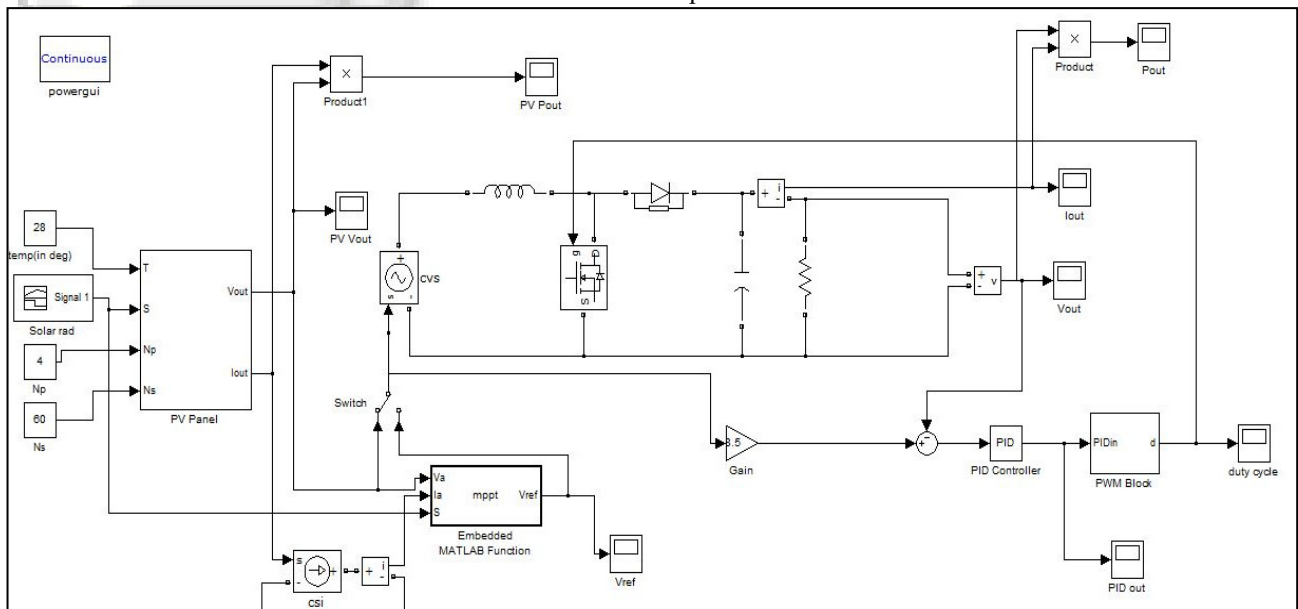 Continuous
powergui
×
Product1
PV Pout
×
Product
Pout
PV Vout
+
CVS
s
-
g
D
S
+
i
-
Iout
+
v
-
Vout
28
temp(in deg)
Signal 1
Solar rad
4
Np
60
Ns
T
S
Np
Ns
Vout
Iout
PV Panel
Switch
Va
Ia
S
mppt
Vref
Embedded
MATLAB Function
Vref
s
+
-
csi
+
i
-
3.5
Gain
+
-
PID
PID Controller
PIDin
d
PWM Block
duty cycle
PID out